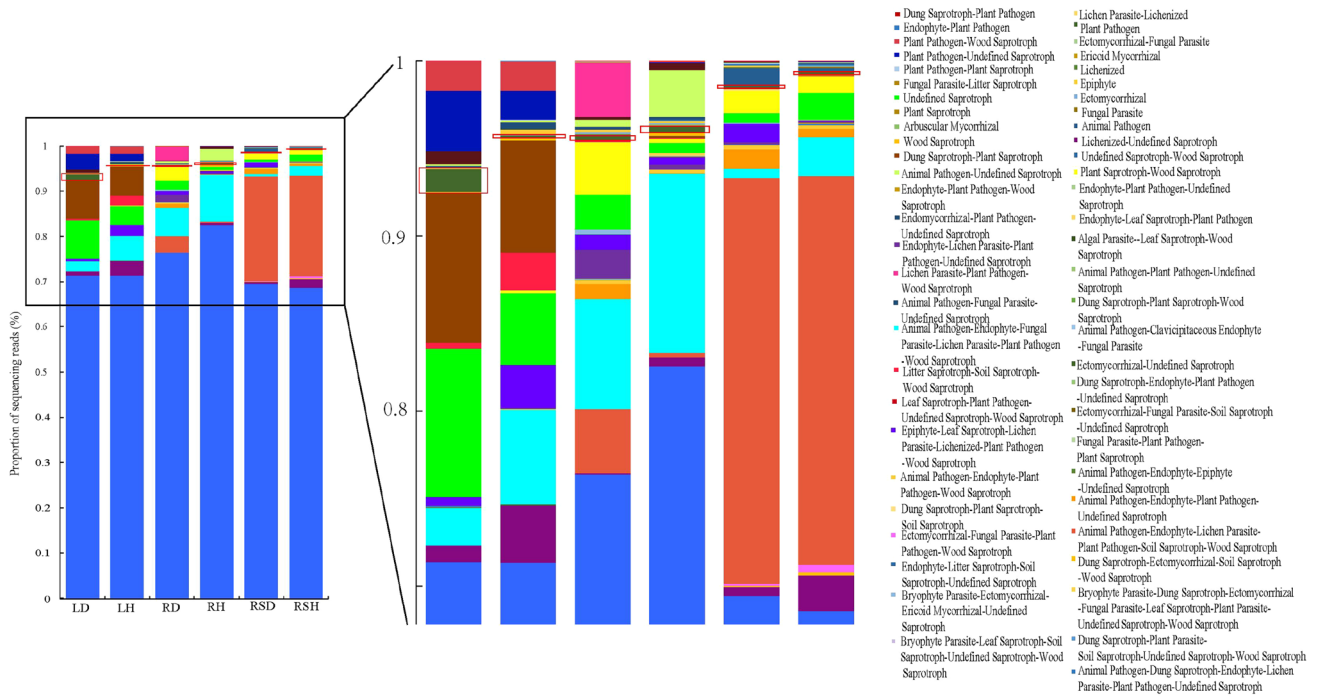 1
0.9
0.8
0.7
0.6
0.5
0.4
0.3
0.2
0.1
0
Proportion of sequencing reads (%)
LD
LH
RD
RH
RSD
RSH
1
0.9
0.8
Dung Saprotroph-Plant Pathogen
Endophyte-Plant Pathogen
Plant Pathogen-Wood Saprotroph
Plant Pathogen-Undefined Saprotroph
Plant Pathogen-Plant Saprotroph
Fungal Parasite-Litter Saprotroph
Undefined Saprotroph
Plant Saprotroph
Arbuscular Mycorrhizal
Wood Saprotroph
Dung Saprotroph-Plant Saprotroph
Animal Pathogen-Undefined Saprotroph
Endophyte-Plant Pathogen-Wood
Saprotroph
Endomycorrhizal-Plant Pathogen-
Undefined Saprotroph
Endophyte-Lichen Parasite-Plant
Pathogen-Undefined Saprotroph
Lichen Parasite-Plant Pathogen-
Wood Saprotroph
Animal Pathogen-Fungal Parasite-
Undefined Saprotroph
Animal Pathogen-Endophyte-Fungal
Parasite-Lichen Parasite-Plant Pathogen
-Wood Saprotroph
Litter Saprotroph-Soil Saprotroph-
Wood Saprotroph
Leaf Saprotroph-Plant Pathogen-
Undefined Saprotroph-Wood Saprotroph
Epiphyte-Leaf Saprotroph-Lichen
Parasite-Lichenized-Plant Pathogen
-Wood Saprotroph
Animal Pathogen-Endophyte-Plant
Pathogen-Wood Saprotroph
Dung Saprotroph-Plant Saprotroph-
Soil Saprotroph
Ectomycorrhizal-Fungal Parasite-Plant
Pathogen-Wood Saprotroph
Endophyte-Litter Saprotroph-Soil
Saprotroph-Undefined Saprotroph
Bryophyte Parasite-Ectomycorrhizal-
Ericoid Mycorrhizal-Undefined
Saprotroph
Bryophyte Parasite-Leaf Saprotroph-Soil
Saprotroph-Undefined Saprotroph-Wood
Saprotroph
Lichen Parasite-Lichenized
Plant Pathogen
Ectomycorrhizal-Fungal Parasite
Ericoid Mycorrhizal
Lichenized
Epiphyte
Ectomycorrhizal
Fungal Parasite
Animal Pathogen
Lichenized-Undefined Saprotroph
Undefined Saprotroph-Wood Saprotroph
Plant Saprotroph-Wood Saprotroph
Endophyte-Plant Pathogen-Undefined
Saprotroph
Endophyte-Leaf Saprotroph-Plant Pathogen
Algal Parasite--Leaf Saprotroph-Wood
Saprotroph
Animal Pathogen-Plant Pathogen-Undefined
Saprotroph
Dung Saprotroph-Plant Saprotroph-Wood
Saprotroph
Animal Pathogen-Clavicipitaceous Endophyte
-Fungal Parasite
Ectomycorrhizal-Undefined Saprotroph
Dung Saprotroph-Endophyte-Plant Pathogen
-Undefined Saprotroph
Ectomycorrhizal-Fungal Parasite-Soil Saprotroph
-Undefined Saprotroph
Fungal Parasite-Plant Pathogen-
Plant Saprotroph
Animal Pathogen-Endophyte-Epiphyte
-Undefined Saprotroph
Animal Pathogen-Endophyte-Plant Pathogen-
Undefined Saprotroph
Animal Pathogen-Endophyte-Lichen Parasite-
Plant Pathogen-Soil Saprotroph-Wood Saprotroph
Dung Saprotroph-Ectomycorrhizal-Soil Saprotroph
-Wood Saprotroph
Bryophyte Parasite-Dung Saprotroph-Ectomycorrhizal
-Fungal Parasite-Leaf Saprotroph-Plant Parasite-
Undefined Saprotroph-Wood Saprotroph
Dung Saprotroph-Plant Parasite-
Soil Saprotroph-Undefined Saprotroph-Wood Saprotroph
Animal Pathogen-Dung Saprotroph-Endophyte-Lichen
Parasite-Plant Pathogen-Undefined Saprotroph